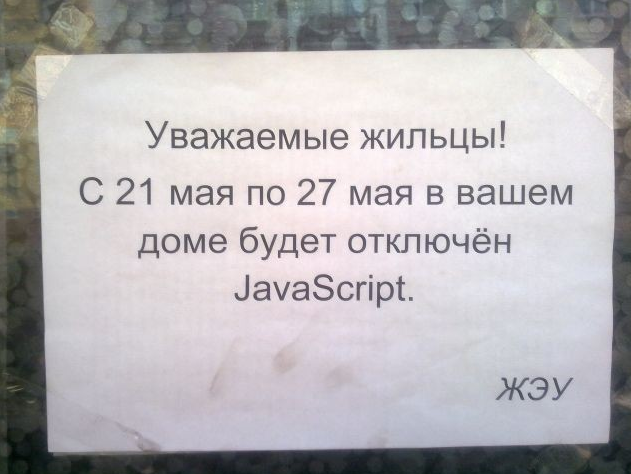 Уважаемые жильцы!
С 21 мая по 27 мая в вашем
доме будет отключён
JavaScript.
ЖЭУ